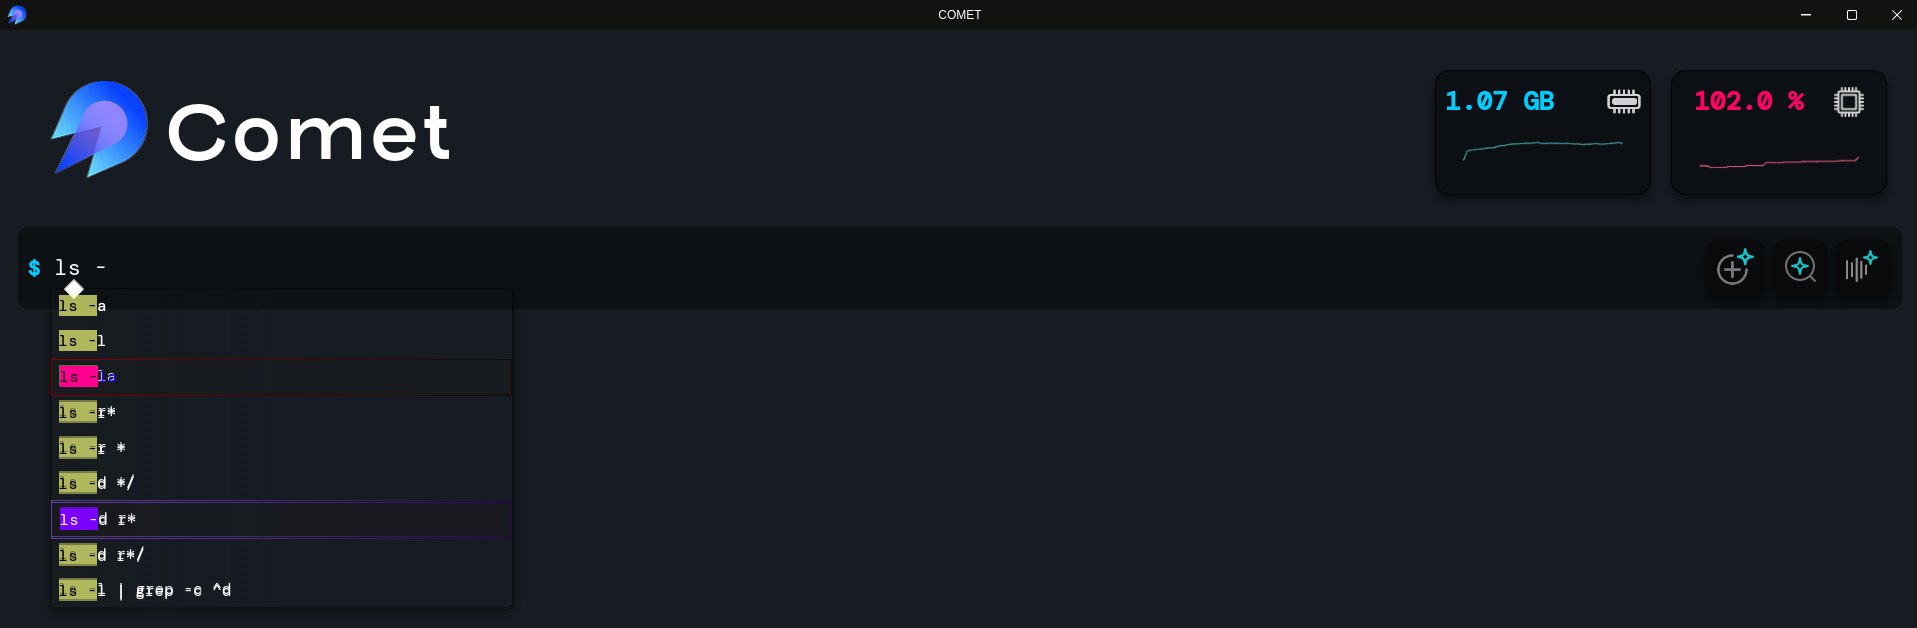 COMET
Comet
1.07 GB
102.0 %
$ ls -
ls -a
ls -l
ls -la
ls -r*
ls -r *
ls -d */
ls -d r*
ls -d r*/
ls -l | grep -c ^d